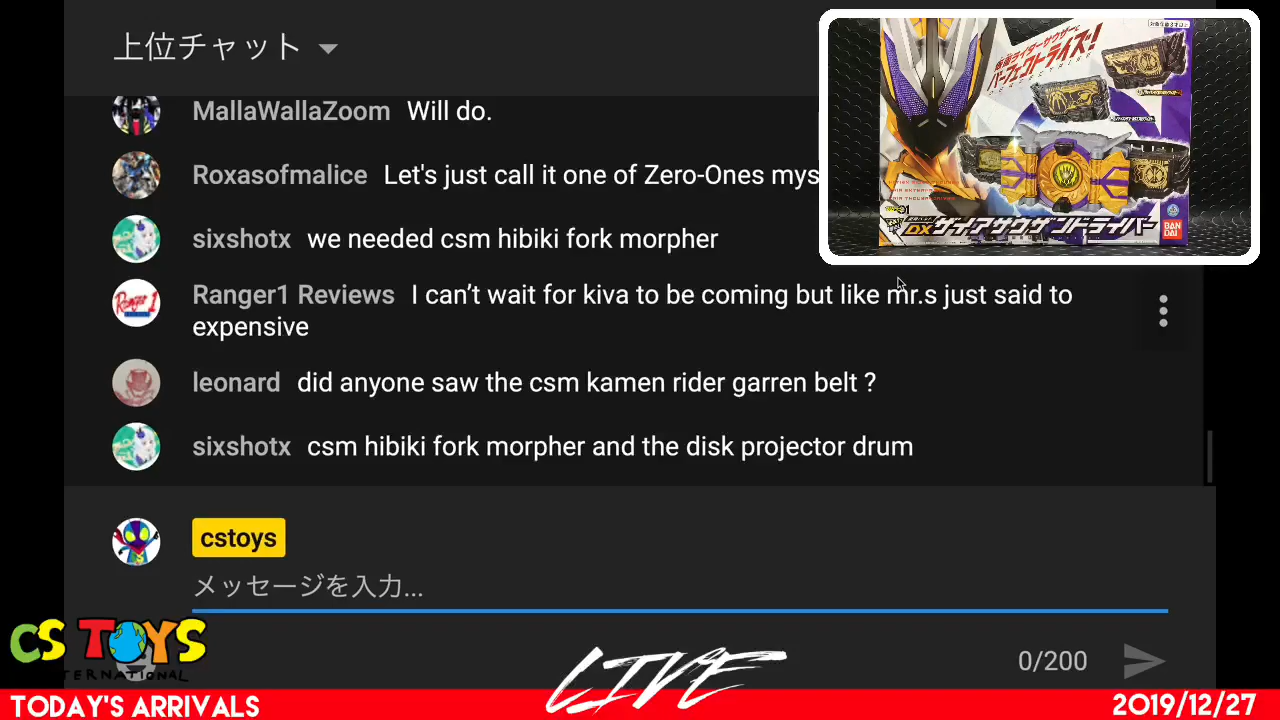 上位チャット
MallaWallaZoom Will do.
Roxasofmalice Let's just call it one of Zero-Ones mys
sixshotx we needed csm hibiki fork morpher
Ranger1 Reviews I can’t wait for kiva to be coming but like mr.s just said to
expensive
leonard did anyone saw the csm kamen rider garren belt ?
sixshotx csm hibiki fork morpher and the disk projector drum
cstoys
メッセージを入力...
0/200
仮面ライダーサウザーに
パーフェクトライズ!
DXザイアサウザンドライバー
BAN
DAI
CS TOYS
INTERNATIONAL
LIVE
TODAY'S ARRIVALS
2019/12/27